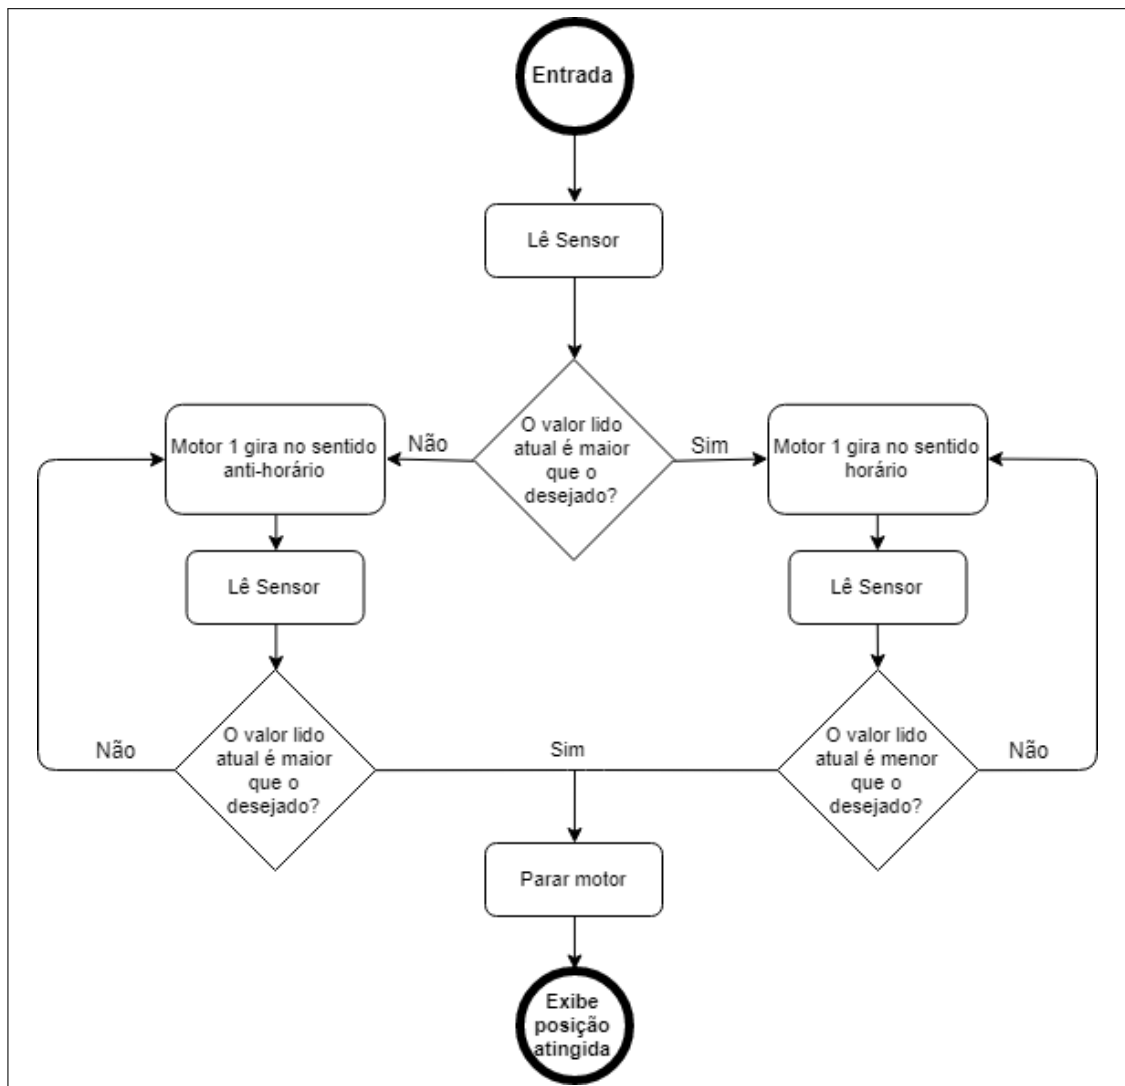 Entrada
Lê Sensor
O valor lido
atual é maior
que o
desejado?
Não
Sim
Motor 1 gira no sentido
anti-horário
Motor 1 gira no sentido
horário
Lê Sensor
Lê Sensor
O valor lido
atual é maior
que o
desejado?
Não
Sim
O valor lido
atual é menor
que o
desejado?
Não
Parar motor
Exibe
posição
atingida